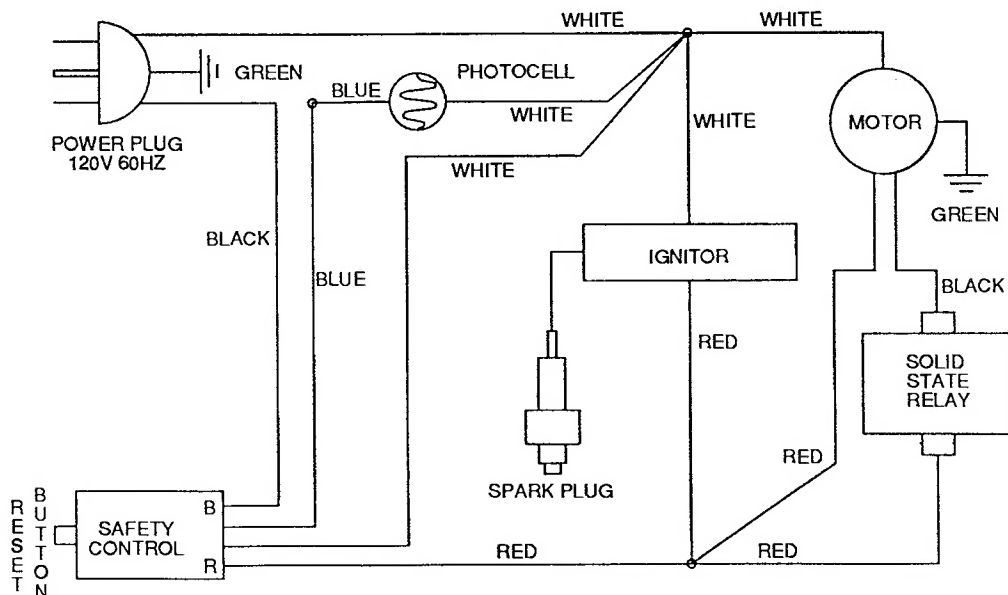 WHITE
WHITE
GREEN
PHOTOCELL
BLUE
WHITE
WHITE
MOTOR
POWER PLUG
120V 60HZ
WHITE
GREEN
BLACK
IGNITOR
BLUE
BLACK
RED
SOLID
STATE
RELAY
RED
SPARK PLUG
RESET
BUTTON
SAFETY
CONTROL
B
R
RED
RED